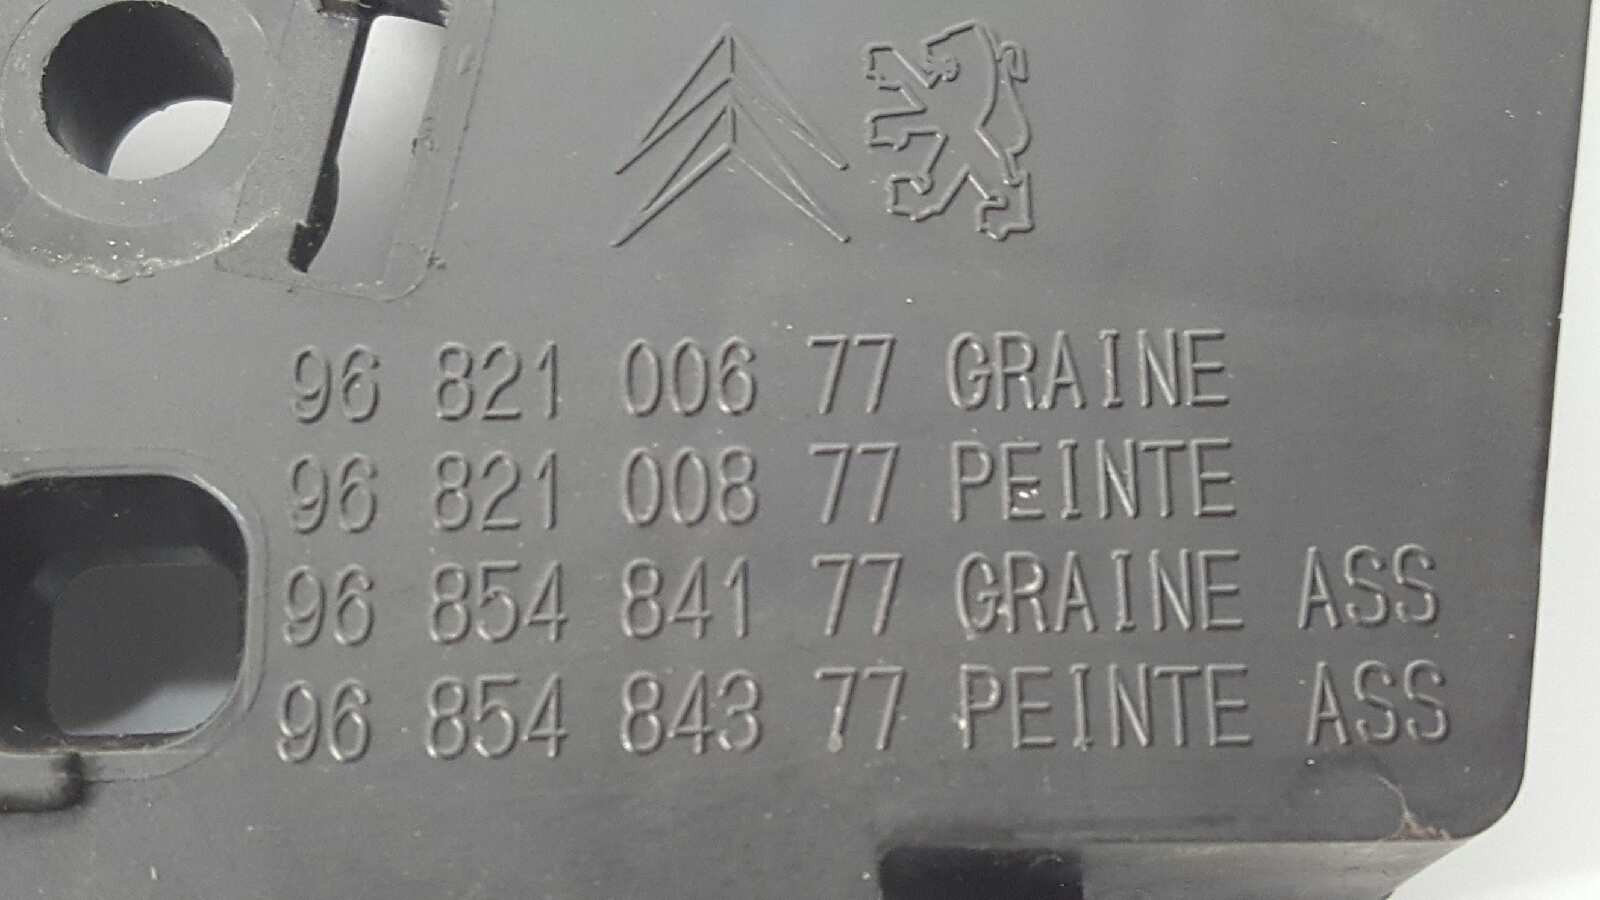 96 821 006 77 GRAINE
96 821 008 77 PEINTE
96 854 841 77 GRAINE ASS
96 854 843 77 PEINTE ASS